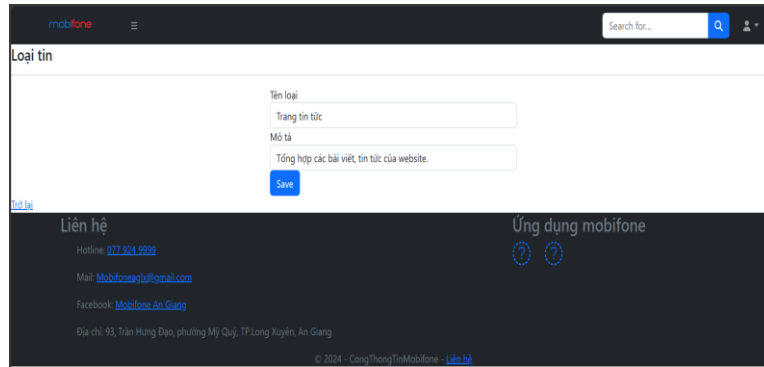 mobifone
Search for...
Loại tin
Tên loại
Trang tin tức
Mô tả
Tổng hợp các bài viết, tin tức của website.
Save
Trở lại
Liên hệ
Ứng dụng mobifone
Hotline: 077 924 9999
Mail: Mobifoneaglx@gmail.com
Facebook: Mobifone An Giang
Địa chỉ: 93, Trần Hưng Đạo, phường Mỹ Quý, TP.Long Xuyên, An Giang
© 2024 - CongThongTinMobifone - Liên hệ